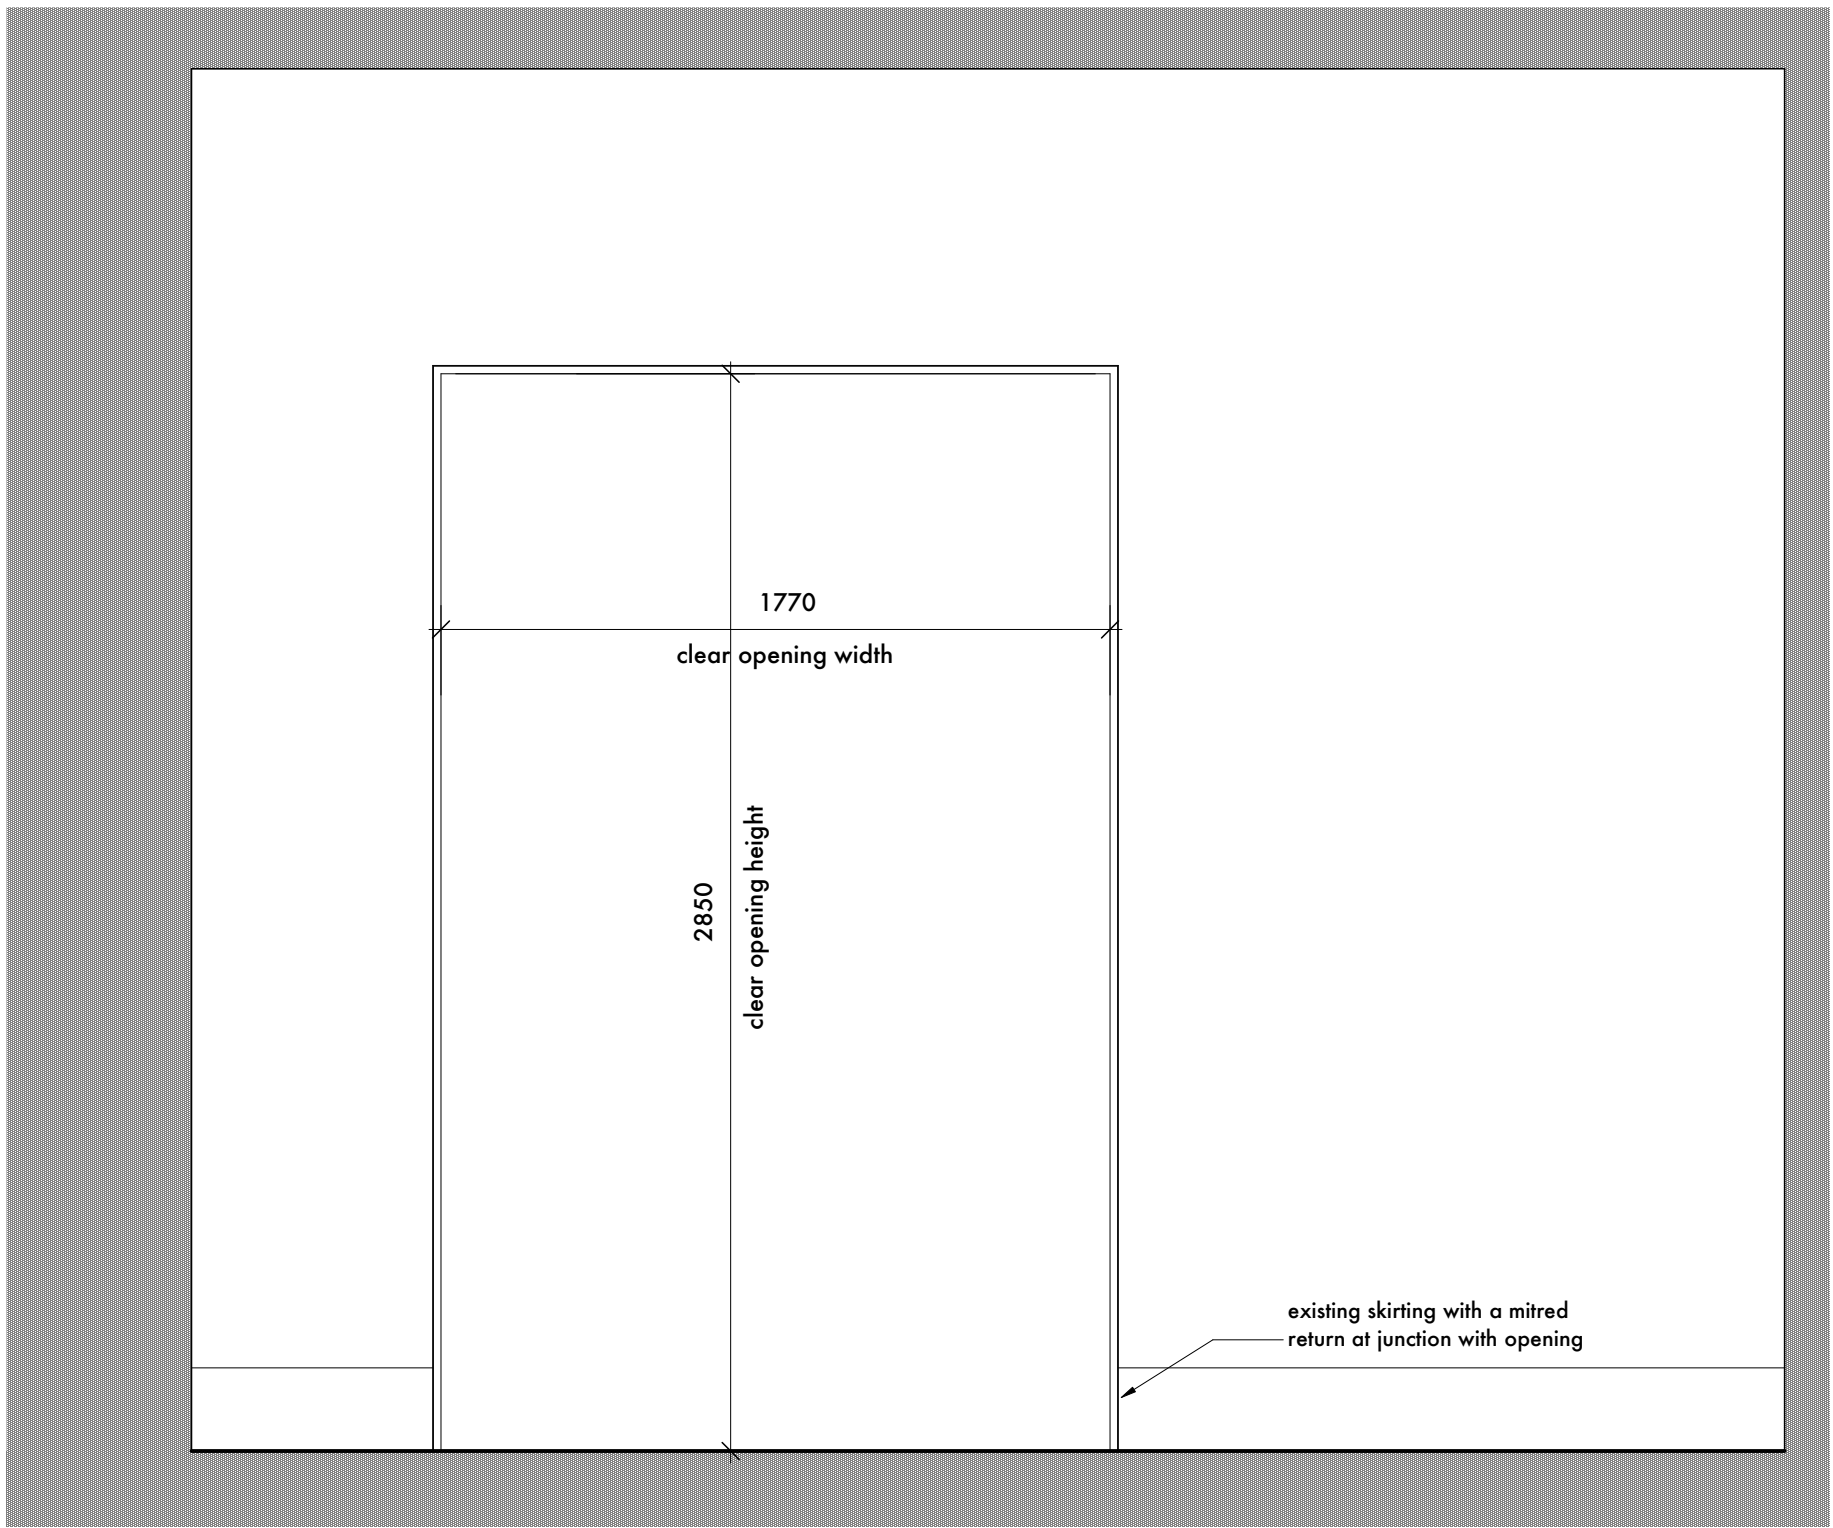 1770
clear opening width
2850
clear opening height
existing skirting with a mitred
return at junction with opening